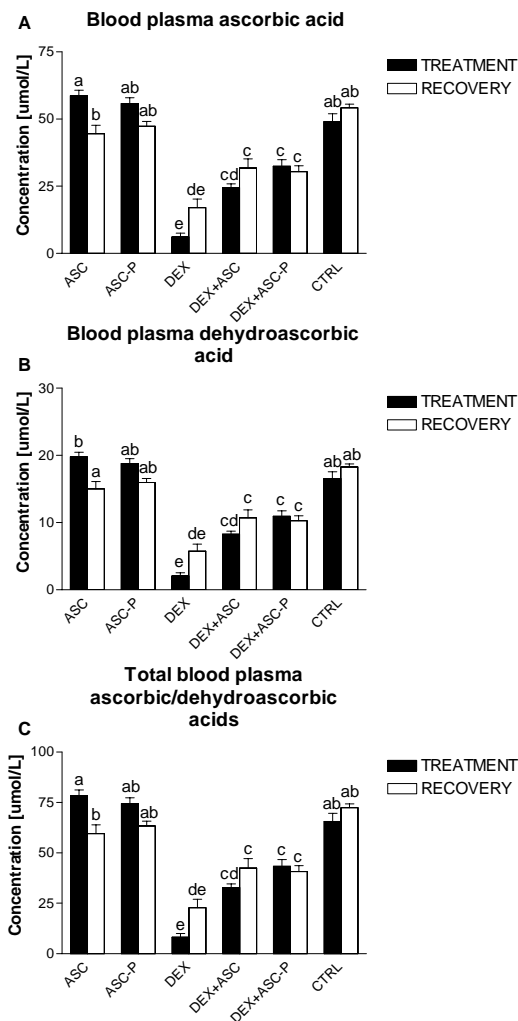 A
Blood plasma ascorbic acid
Concentration [umol/L]
75
50
25
0
a
b
ab
ab
e
de
cd
c
c
c
ab
ab
TREATMENT
RECOVERY
ASC
ASC-P
DEX
DEX+ASC
DEX+ASC-P
CTRL
Blood plasma dehydroascorbic
acid
B
Concentration [umol/L]
30
20
10
0
b
a
ab
ab
e
de
cd
c
c
c
ab
ab
TREATMENT
RECOVERY
ASC
ASC-P
DEX
DEX+ASC
DEX+ASC-P
CTRL
Total blood plasma
ascorbic/dehydroascorbic
acids
C
Concentration [umol/L]
100
75
50
25
0
a
b
ab
ab
e
de
cd
c
c
c
ab
ab
TREATMENT
RECOVERY
ASC
ASC-P
DEX
DEX+ASC
DEX+ASC-P
CTRL